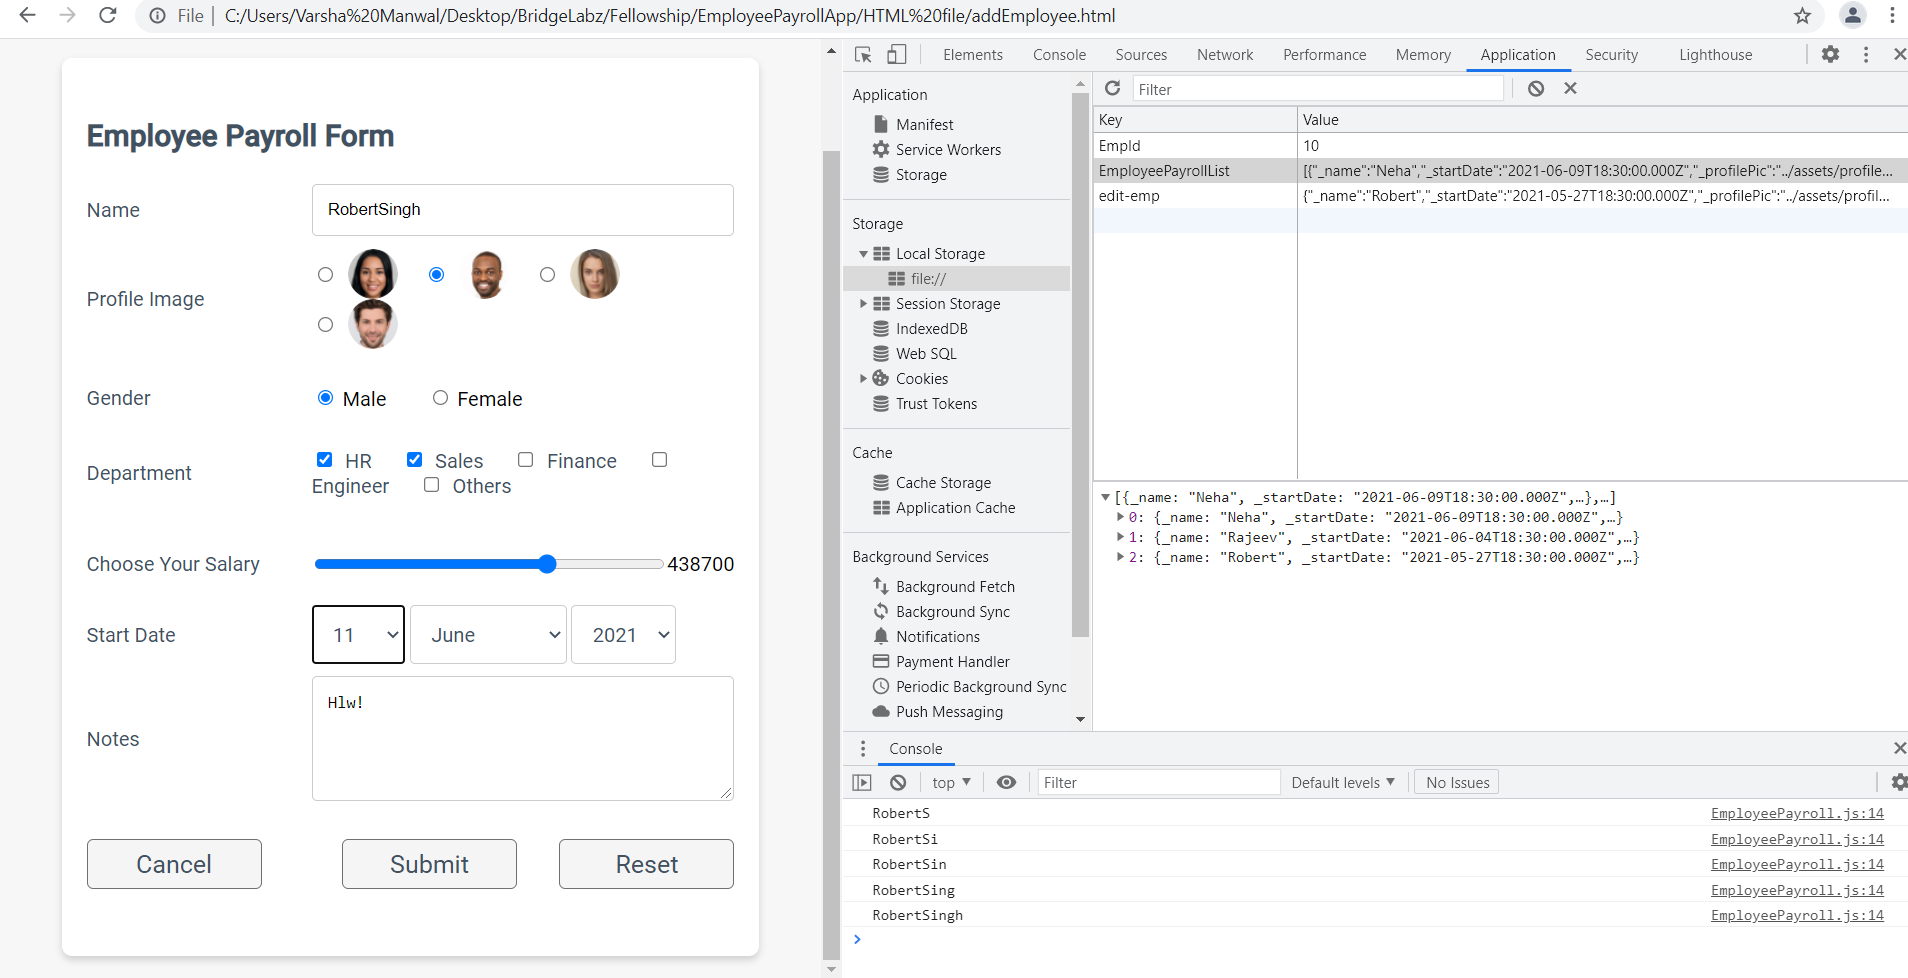 File | C:/Users/Varsha%20Manwal/Desktop/BridgeLabz/Fellowship/EmployeePayrollApp/HTML%20file/addEmployee.html
Employee Payroll Form
Name
RobertSingh
Profile Image
Gender
Male Female
Department
HR Sales Finance
Engineer Others
Choose Your Salary
438700
Start Date
11 June 2021
Notes
Hlw!
Cancel Submit Reset
Elements Console Sources Network Performance Memory Application Security Lighthouse
Application
Manifest
Service Workers
Storage
Storage
Local Storage
file://
Session Storage
IndexedDB
Web SQL
Cookies
Trust Tokens
Cache
Cache Storage
Application Cache
Background Services
Background Fetch
Background Sync
Notifications
Payment Handler
Periodic Background Sync
Push Messaging
Filter
Key Value
EmpId 10
EmployeePayrollList [{"_name":"Neha","_startDate":"2021-06-09T18:30:00.000Z","_profilePic":"../assets/profile...
edit-emp {"_name":"Robert","_startDate":"2021-05-27T18:30:00.000Z","_profilePic":"../assets/profil...
[{_name: "Neha", _startDate: "2021-06-09T18:30:00.000Z",…},…]
0: {_name: "Neha", _startDate: "2021-06-09T18:30:00.000Z",…}
1: {_name: "Rajeev", _startDate: "2021-06-04T18:30:00.000Z",…}
2: {_name: "Robert", _startDate: "2021-05-27T18:30:00.000Z",…}
Console
top Filter Default levels No Issues
RobertS EmployeePayroll.js:14
RobertSi EmployeePayroll.js:14
RobertSin EmployeePayroll.js:14
RobertSing EmployeePayroll.js:14
RobertSingh EmployeePayroll.js:14